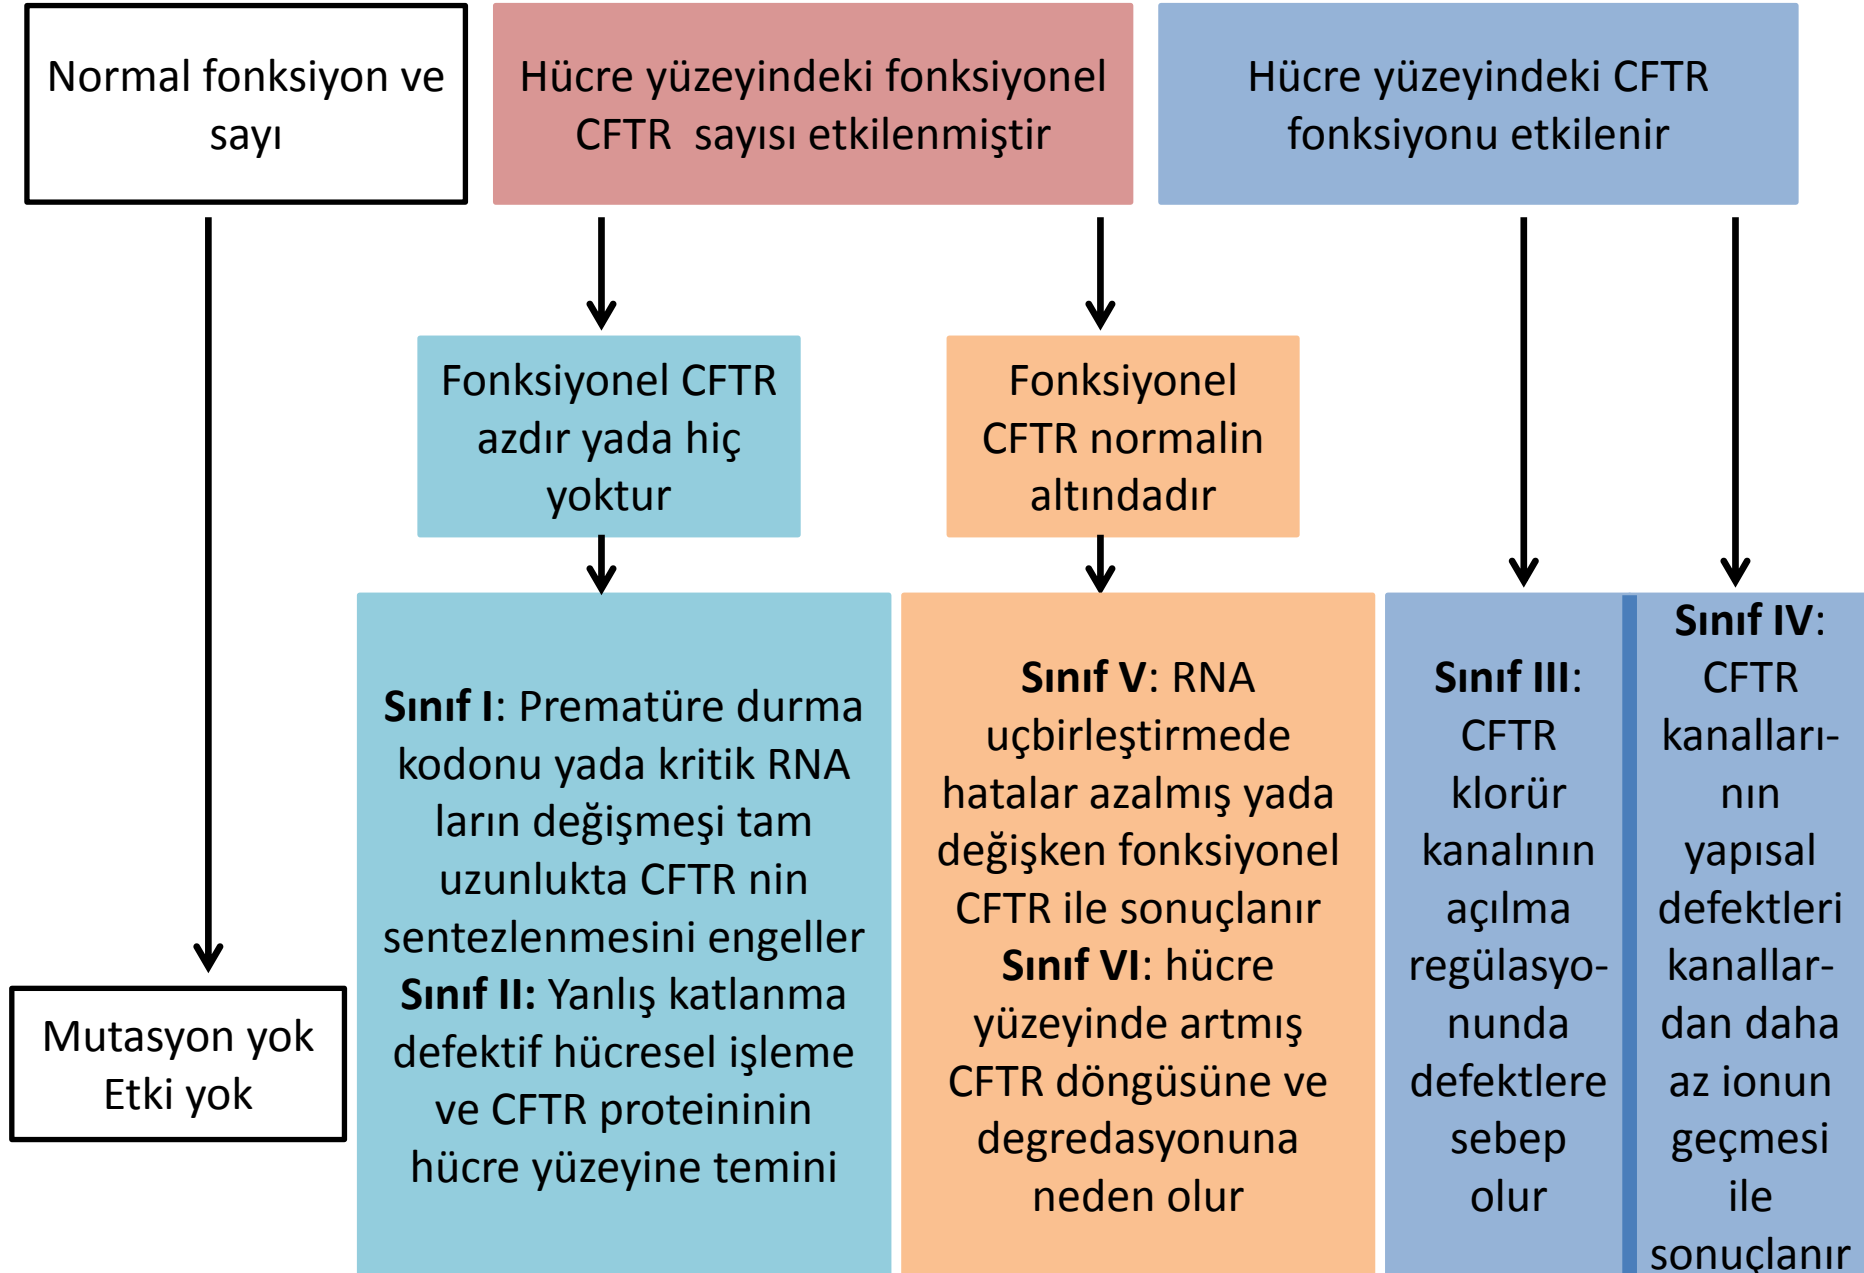 Normal fonksiyon ve
sayı
Hücre yüzeyindeki fonksiyonel
CFTR  sayısı etkilenmiştir
Hücre yüzeyindeki CFTR
fonksiyonu etkilenir
Fonksiyonel CFTR
azdır yada hiç
yoktur
Fonksiyonel
CFTR normalin
altındadır
Mutasyon yok
Etki yok
Sınıf I: Prematüre durma
kodonu yada kritik RNA
ların değişmeşi tam
uzunlukta CFTR nin
sentezlenmesini engeller
Sınıf II: Yanlış katlanma
defektif hücresel işleme
ve CFTR proteininin
hücre yüzeyine temini
Sınıf V: RNA
uçbirleştirmede
hatalar azalmış yada
değişken fonksiyonel
CFTR ile sonuçlanır
Sınıf VI: hücre
yüzeyinde artmış
CFTR döngüsüne ve
degredasyonuna
neden olur
Sınıf III:
CFTR
klorür
kanalının
açılma
regülasyo-
nunda
defektlere
sebep
olur
Sınıf IV:
CFTR
kanalları-
nın
yapısal
defektleri
kanallar-
dan daha
az ionun
geçmesi
ile
sonuçlanır